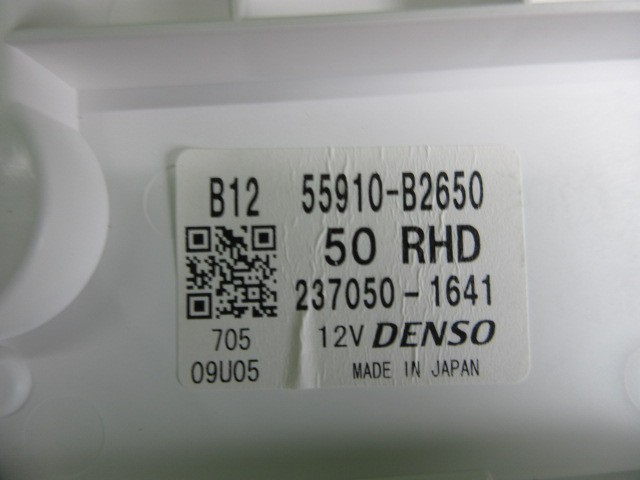 B12 55910-B2650
50 RHD
237050-1641
705 12V DENSO
09U05 MADE IN JAPAN